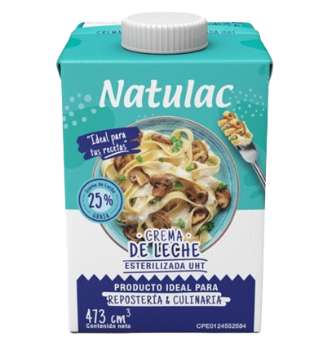 Natulac
"Ideal para
tus recetas"
25%
GRASA
CREMA
DE LECHE
ESTERILIZADA UHT
PRODUCTO IDEAL PARA
REPOSTERÍA & CULINARIA
473 cm³
Contenido neto
CPE0124552584